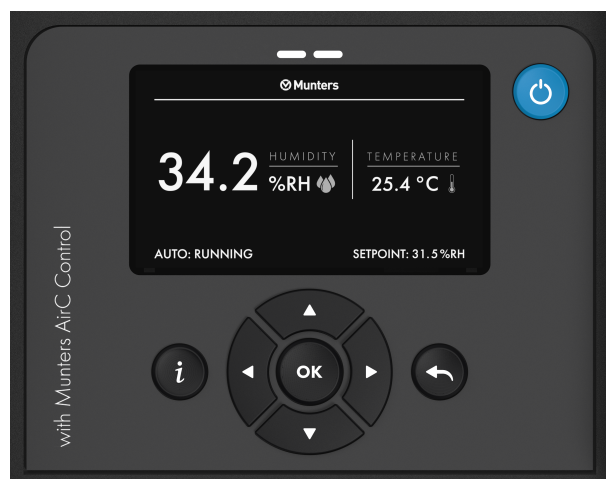 Munters
34.2
HUMIDITY
%RH
TEMPERATURE
25.4 °C
AUTO: RUNNING
SETPOINT: 31.5%RH
with Munters AirC Control
i
OK